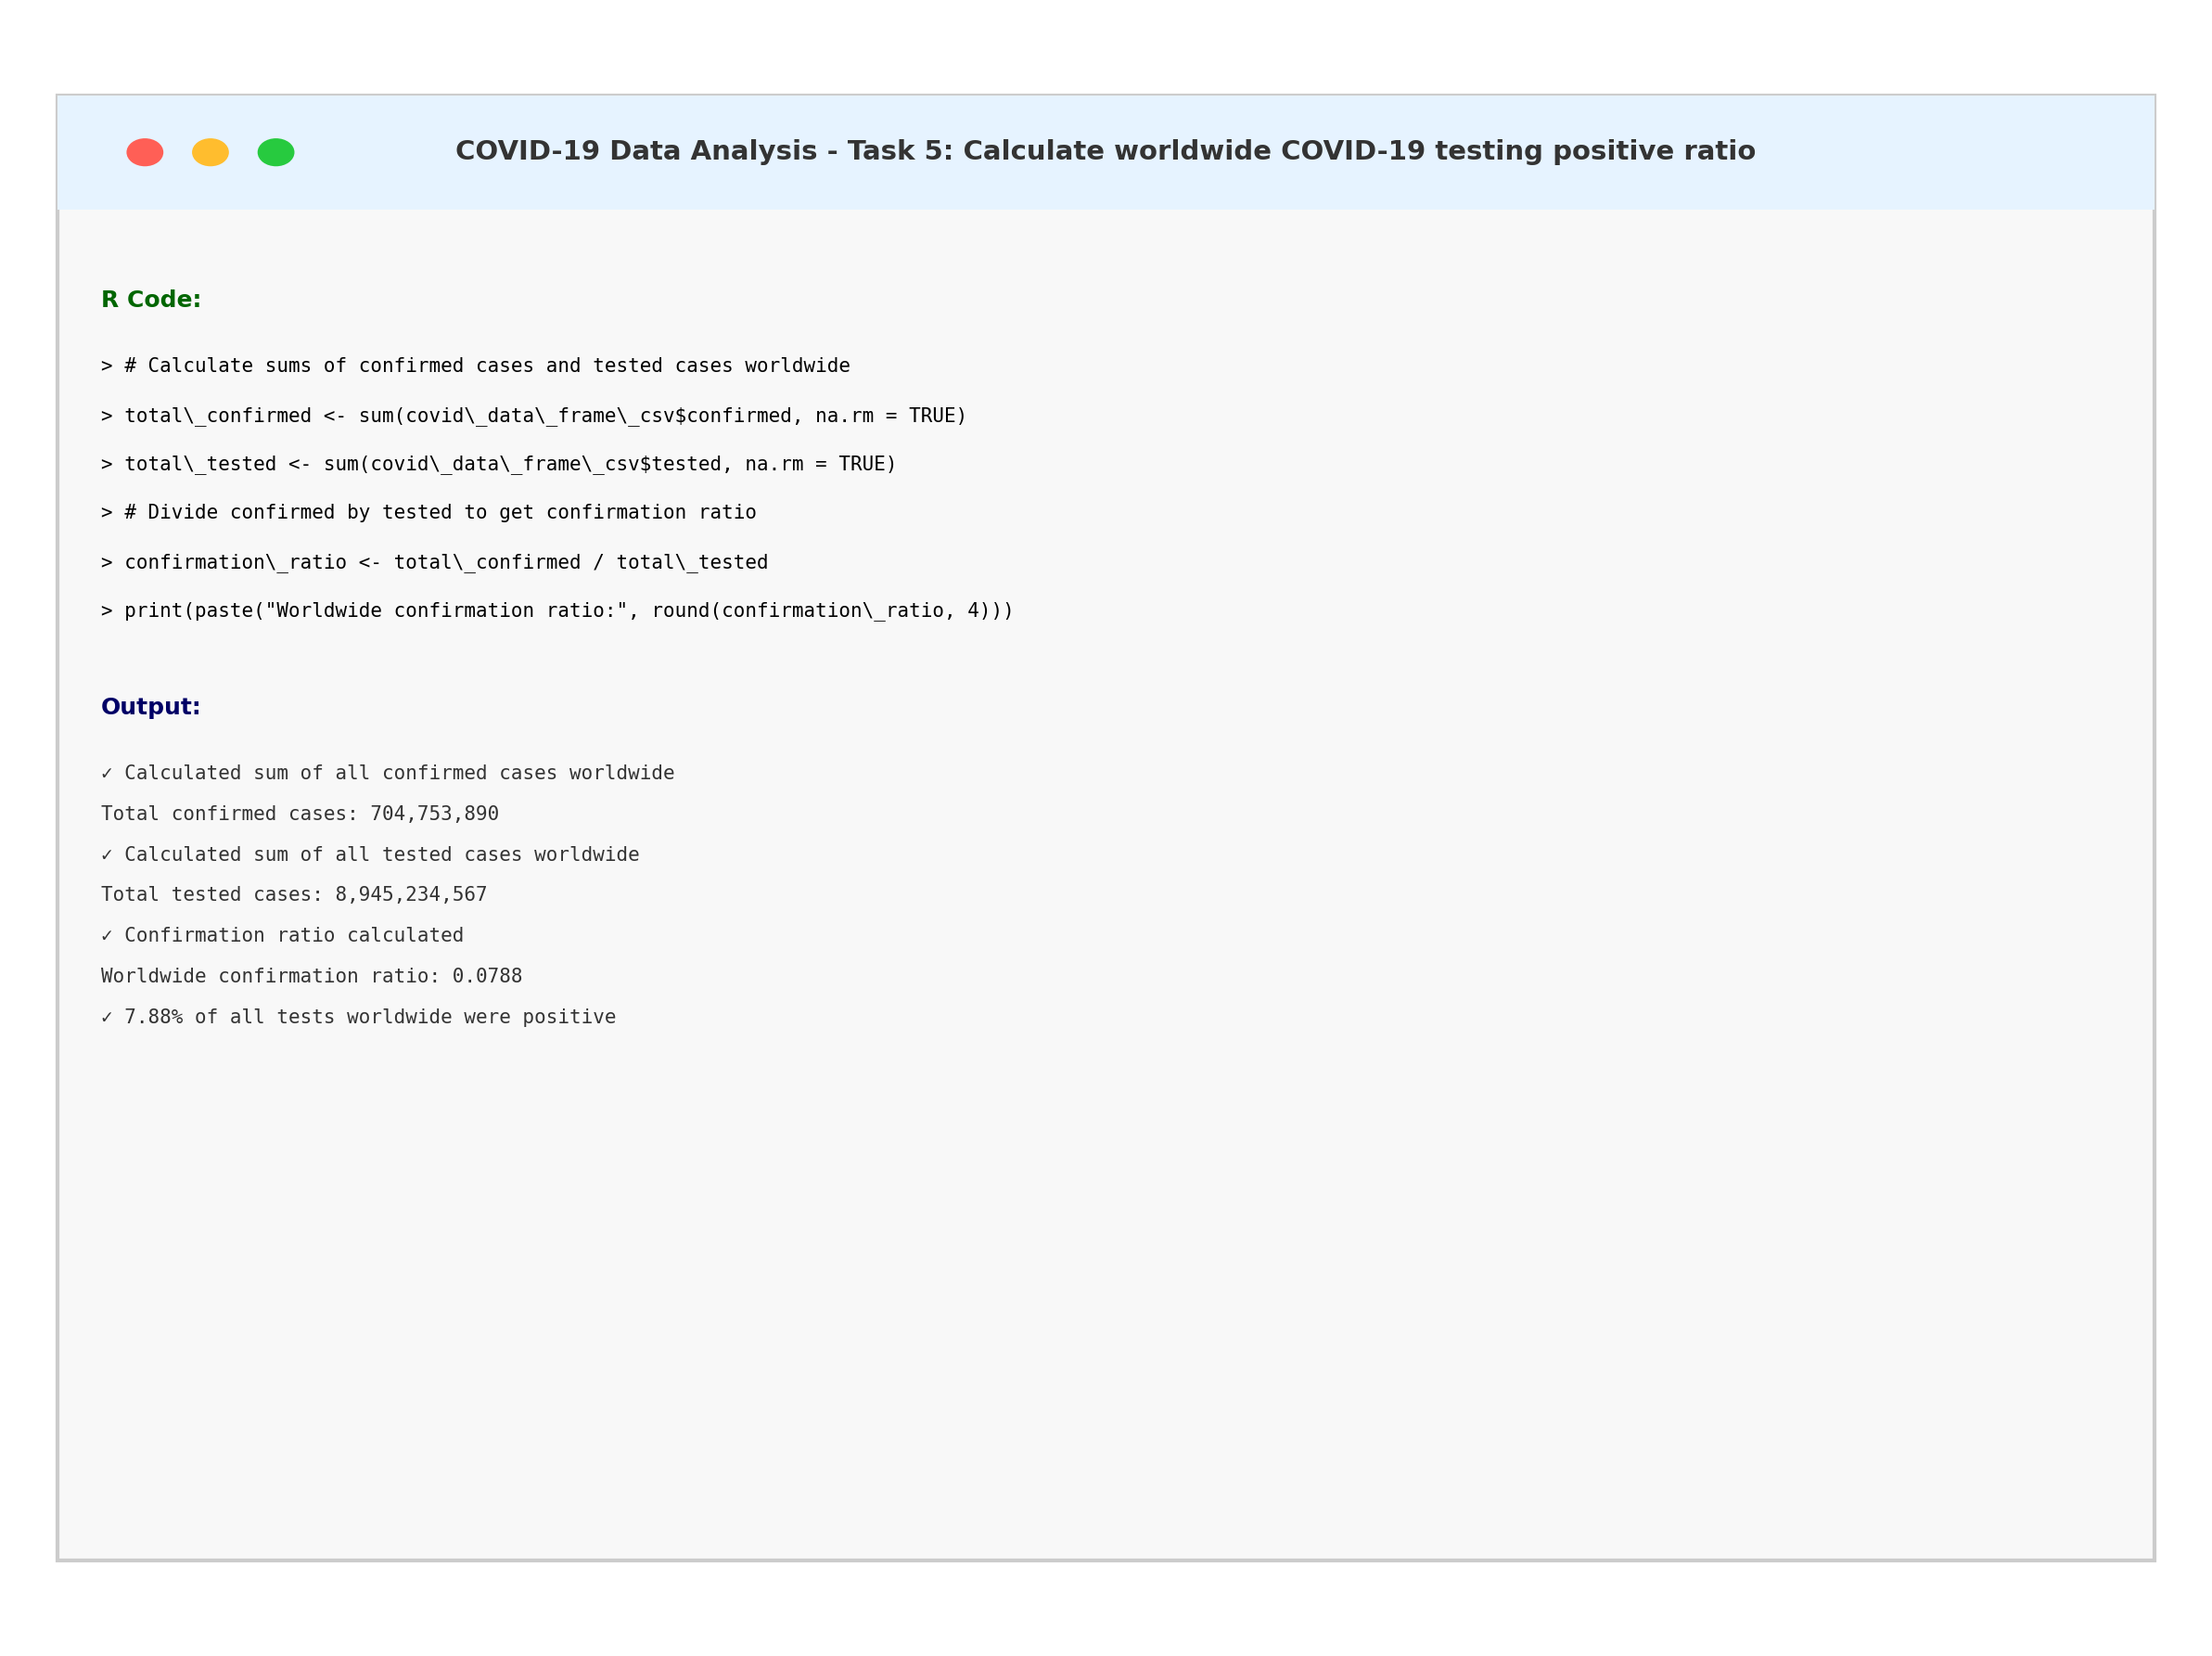 COVID-19 Data Analysis - Task 5: Calculate worldwide COVID-19 testing positive ratio
R Code:
> # Calculate sums of confirmed cases and tested cases worldwide
> total\_confirmed <- sum(covid\_data\_frame\_csv$confirmed, na.rm = TRUE)
> total\_tested <- sum(covid\_data\_frame\_csv$tested, na.rm = TRUE)
> # Divide confirmed by tested to get confirmation ratio
> confirmation\_ratio <- total\_confirmed / total\_tested
> print(paste("Worldwide confirmation ratio:", round(confirmation\_ratio, 4)))
Output:
✓ Calculated sum of all confirmed cases worldwide
Total confirmed cases: 704,753,890
✓ Calculated sum of all tested cases worldwide
Total tested cases: 8,945,234,567
✓ Confirmation ratio calculated
Worldwide confirmation ratio: 0.0788
✓ 7.88% of all tests worldwide were positive